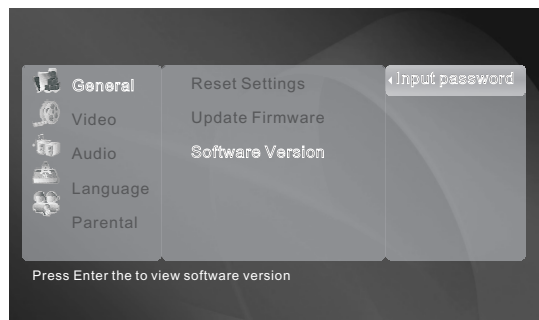 General
Video
Audio
Language
Parental
Reset Settings
Update Firmware
Software Version
Input password
Press Enter the to view software version